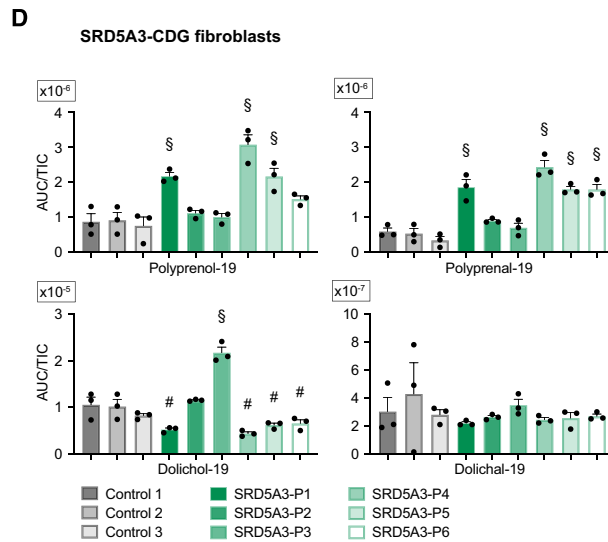 D
SRD5A3-CDG fibroblasts
x10-6
AUC/TIC
4
3
2
1
0
§
§
§
Polyprenol-19
x10-6
4
3
2
1
0
§
§
§
§
Polyprenal-19
x10-5
AUC/TIC
3
2
1
0
#
§
#
#
#
Dolichol-19
x10-7
10
8
6
4
2
0
Dolichal-19
Control 1
SRD5A3-P1
SRD5A3-P4
Control 2
SRD5A3-P2
SRD5A3-P5
Control 3
SRD5A3-P3
SRD5A3-P6